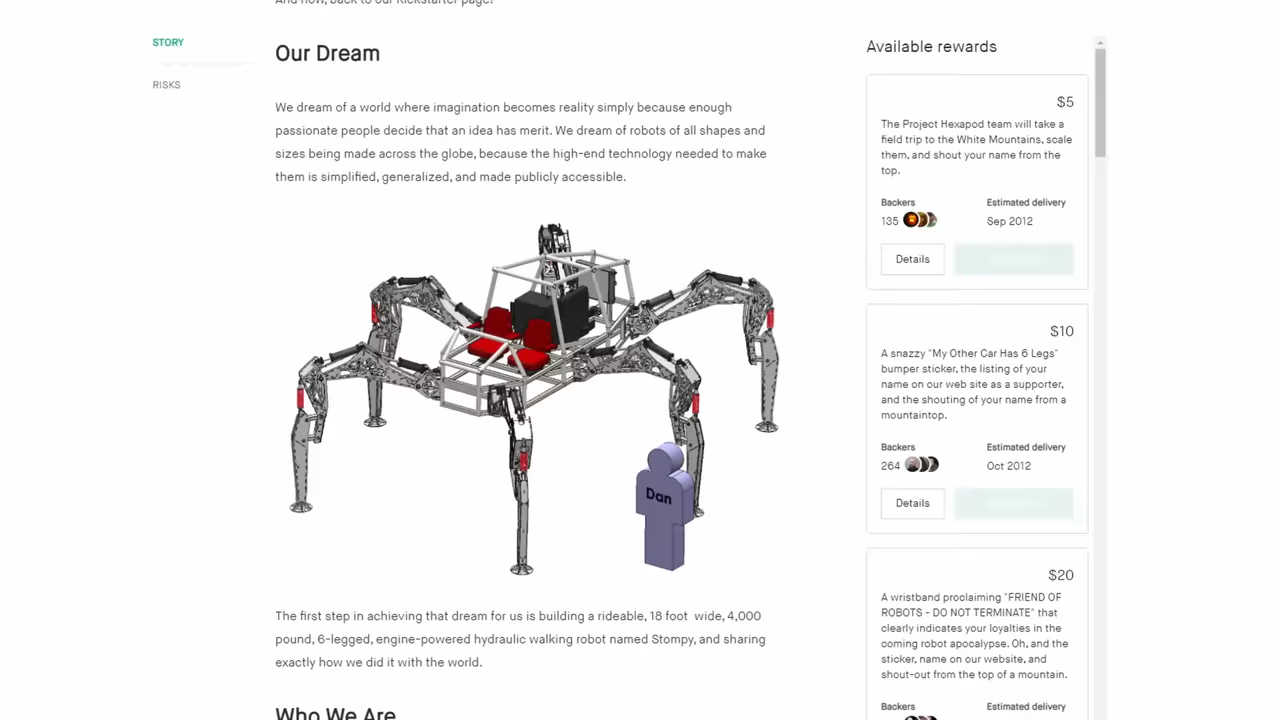 And now, back to our Kickstarter page!
STORY
RISKS
Our Dream
We dream of a world where imagination becomes reality simply because enough
passionate people decide that an idea has merit. We dream of robots of all shapes and
sizes being made across the globe, because the high-end technology needed to make
them is simplified, generalized, and made publicly accessible.
Dan
The first step in achieving that dream for us is building a rideable, 18 foot wide, 4,000
pound, 6-legged, engine-powered hydraulic walking robot named Stompy, and sharing
exactly how we did it with the world.
Who We Are
Available rewards
$5
The Project Hexapod team will take a
field trip to the White Mountains, scale
them, and shout your name from the
top.
Backers
Estimated delivery
135
Sep 2012
Details
$10
A snazzy "My Other Car Has 6 Legs"
bumper sticker, the listing of your
name on our web site as a supporter,
and the shouting of your name from a
mountaintop.
Backers
Estimated delivery
264
Oct 2012
Details
$20
A wristband proclaiming "FRIEND OF
ROBOTS - DO NOT TERMINATE" that
clearly indicates your loyalties in the
coming robot apocalypse. Oh, and the
sticker, name on our website, and
shout-out from the top of a mountain.
Backers
Estimated delivery